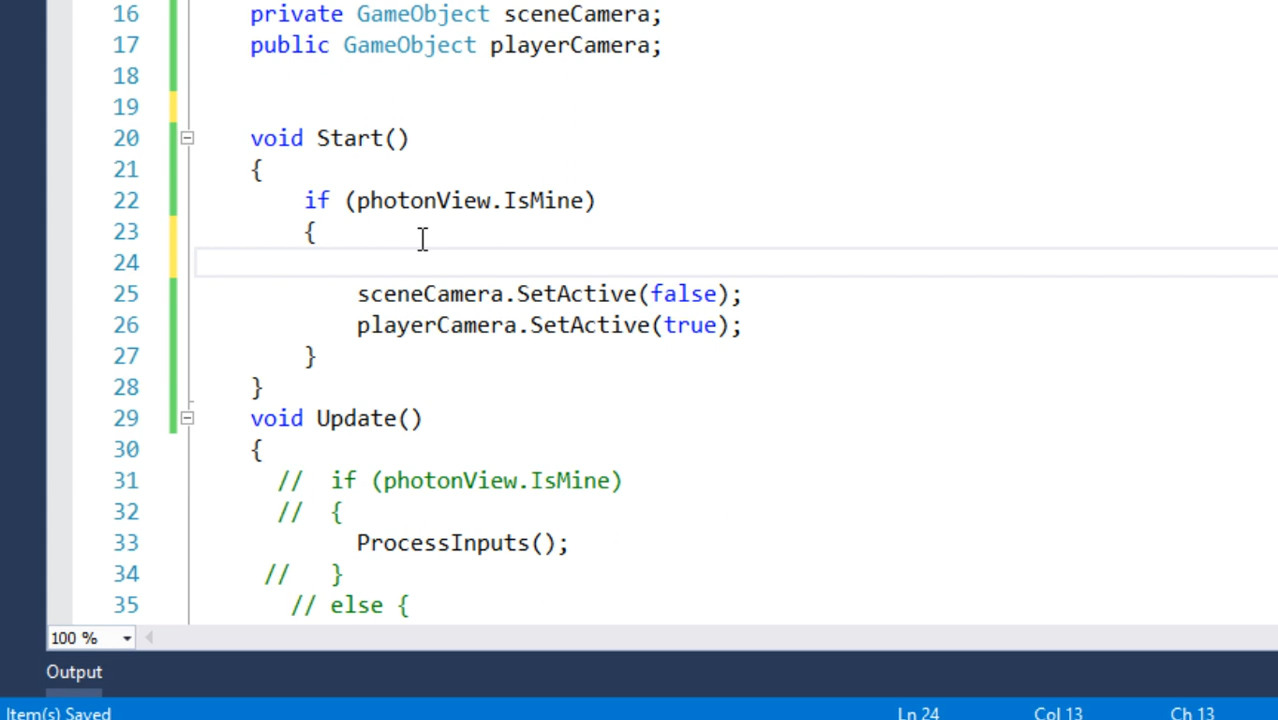 16 private GameObject sceneCamera;
17 public GameObject playerCamera;
18
19
20 void Start()
21 {
22 if (photonView.IsMine)
23 {
24
25 sceneCamera.SetActive(false);
26 playerCamera.SetActive(true);
27 }
28 }
29 void Update()
30 {
31 // if (photonView.IsMine)
32 // {
33 ProcessInputs();
34 // }
35 // else {
100 %
Output
Item(s) Saved Ln 24 Col 13 Ch 13